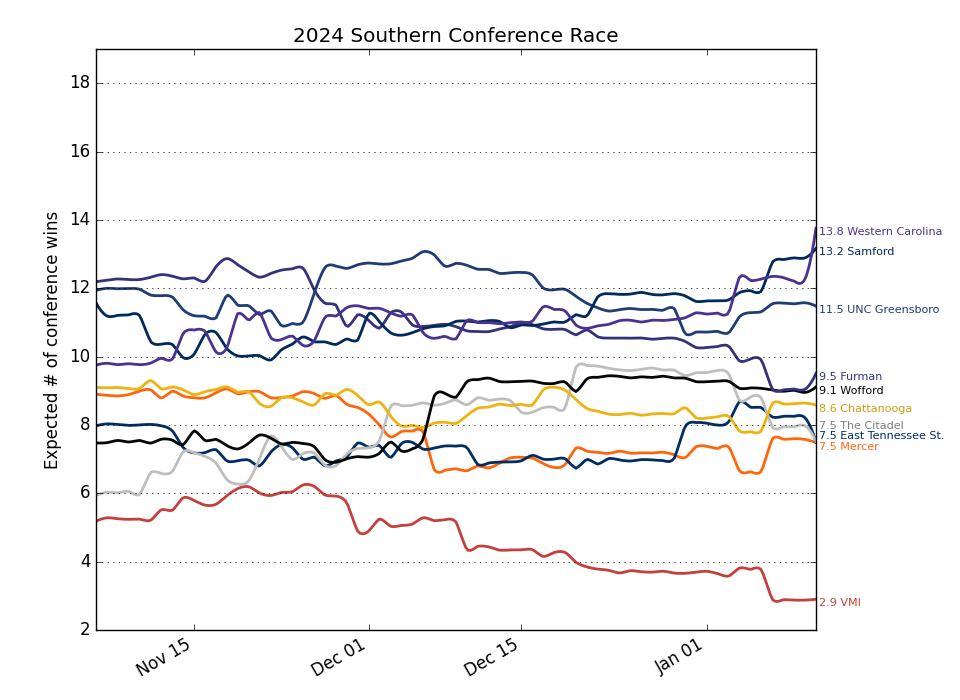 2024 Southern Conference Race
Expected # of conference wins
18
16
14
12
10
8
6
4
2
Nov 15
Dec 01
Dec 15
Jan 01
13.8 Western Carolina
13.2 Samford
11.5 UNC Greensboro
9.5 Furman
9.1 Wofford
8.6 Chattanooga
7.5 The Citadel
7.5 East Tennessee St.
7.5 Mercer
2.9 VMI